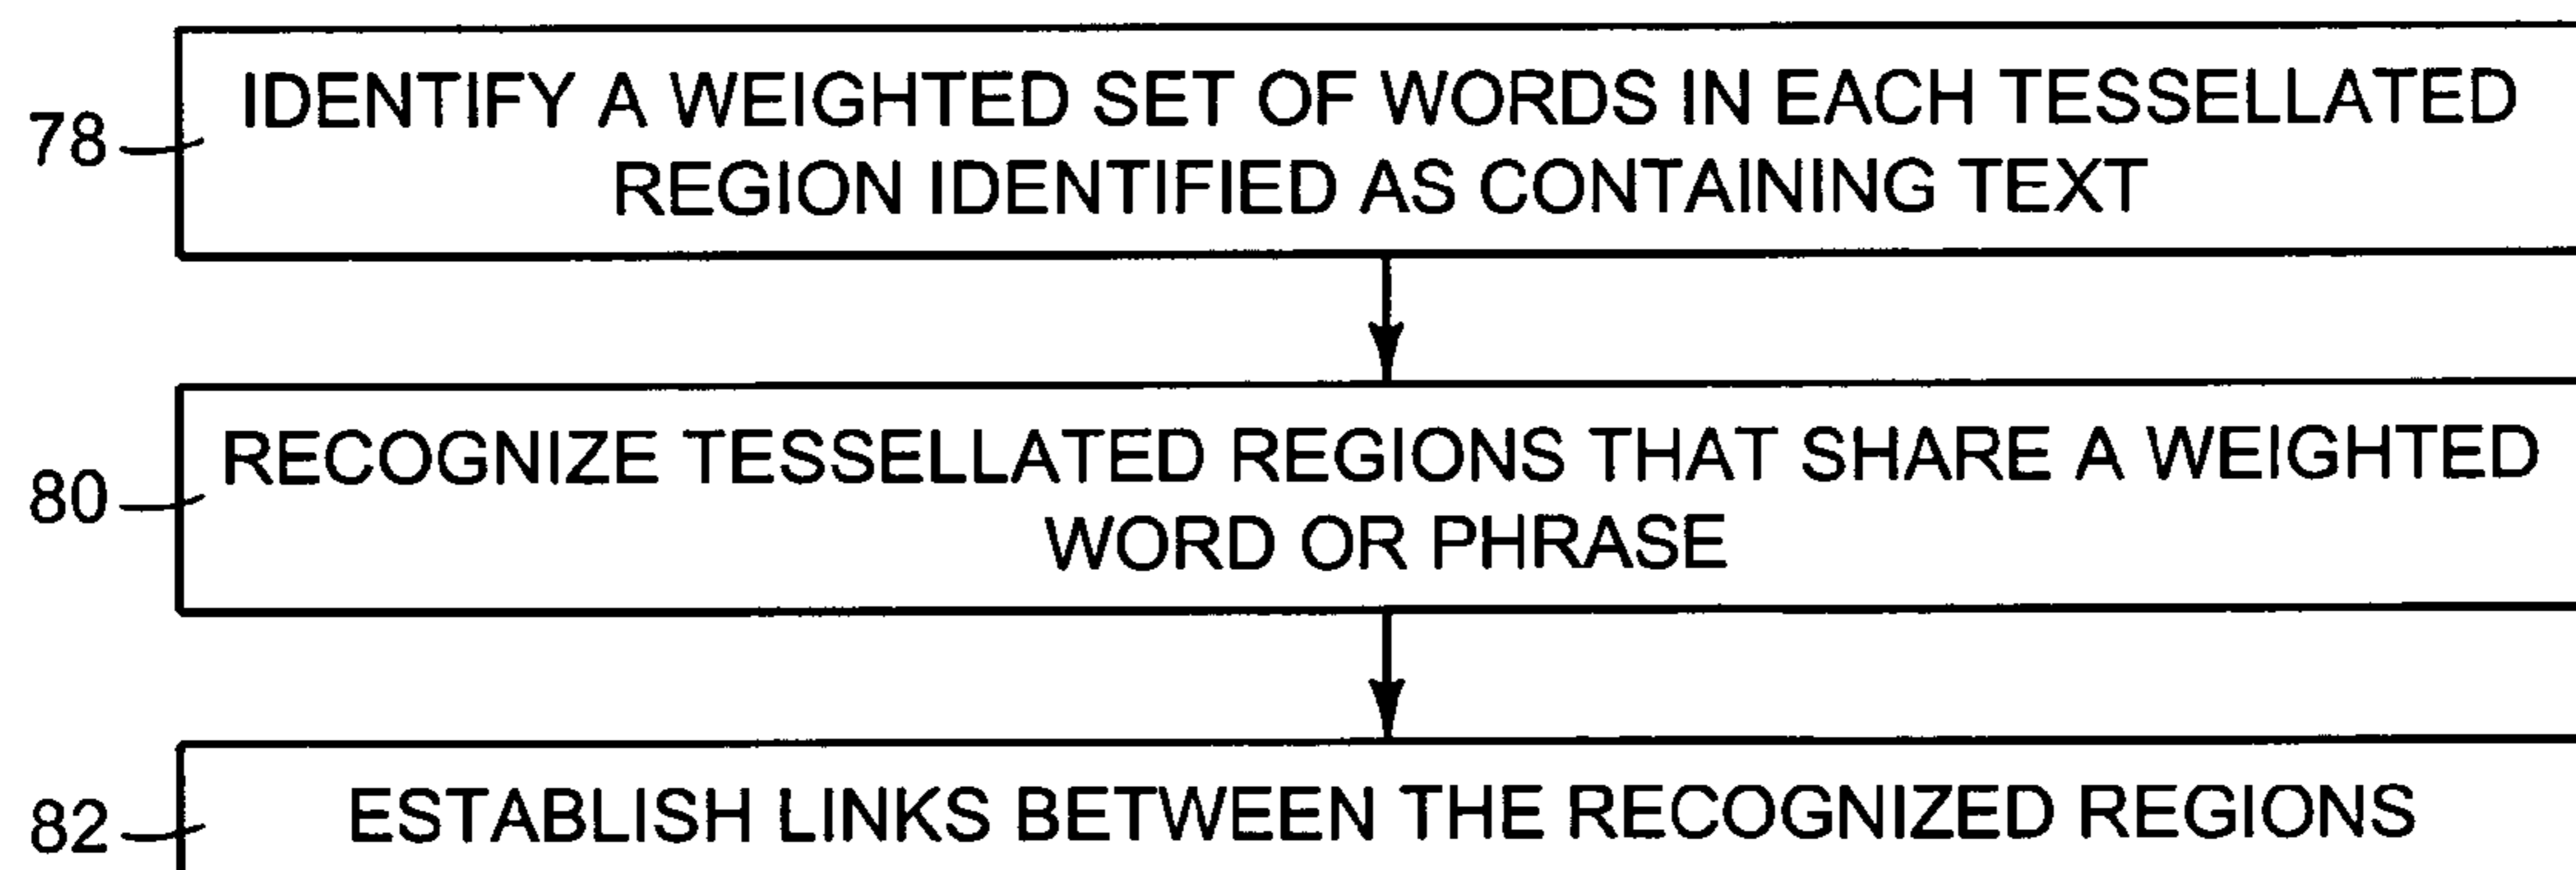 78
IDENTIFY A WEIGHTED SET OF WORDS IN EACH TESSELLATED
REGION IDENTIFIED AS CONTAINING TEXT
80
RECOGNIZE TESSELLATED REGIONS THAT SHARE A WEIGHTED
WORD OR PHRASE
82
ESTABLISH LINKS BETWEEN THE RECOGNIZED REGIONS